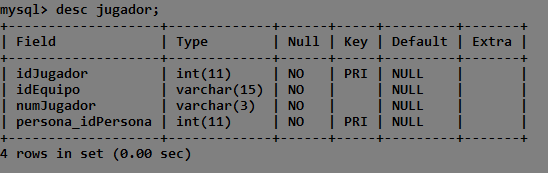 mysql> desc jugador;
+------------------+-------------+------+-----+---------+-------+
| Field            | Type        | Null | Key | Default | Extra |
+------------------+-------------+------+-----+---------+-------+
| idJugador        | int(11)     | NO   | PRI | NULL    |       |
| idEquipo         | varchar(15) | NO   |     | NULL    |       |
| numJugador       | varchar(3)  | NO   |     | NULL    |       |
| persona_idPersona | int(11)     | NO   | PRI | NULL    |       |
+------------------+-------------+------+-----+---------+-------+
4 rows in set (0.00 sec)